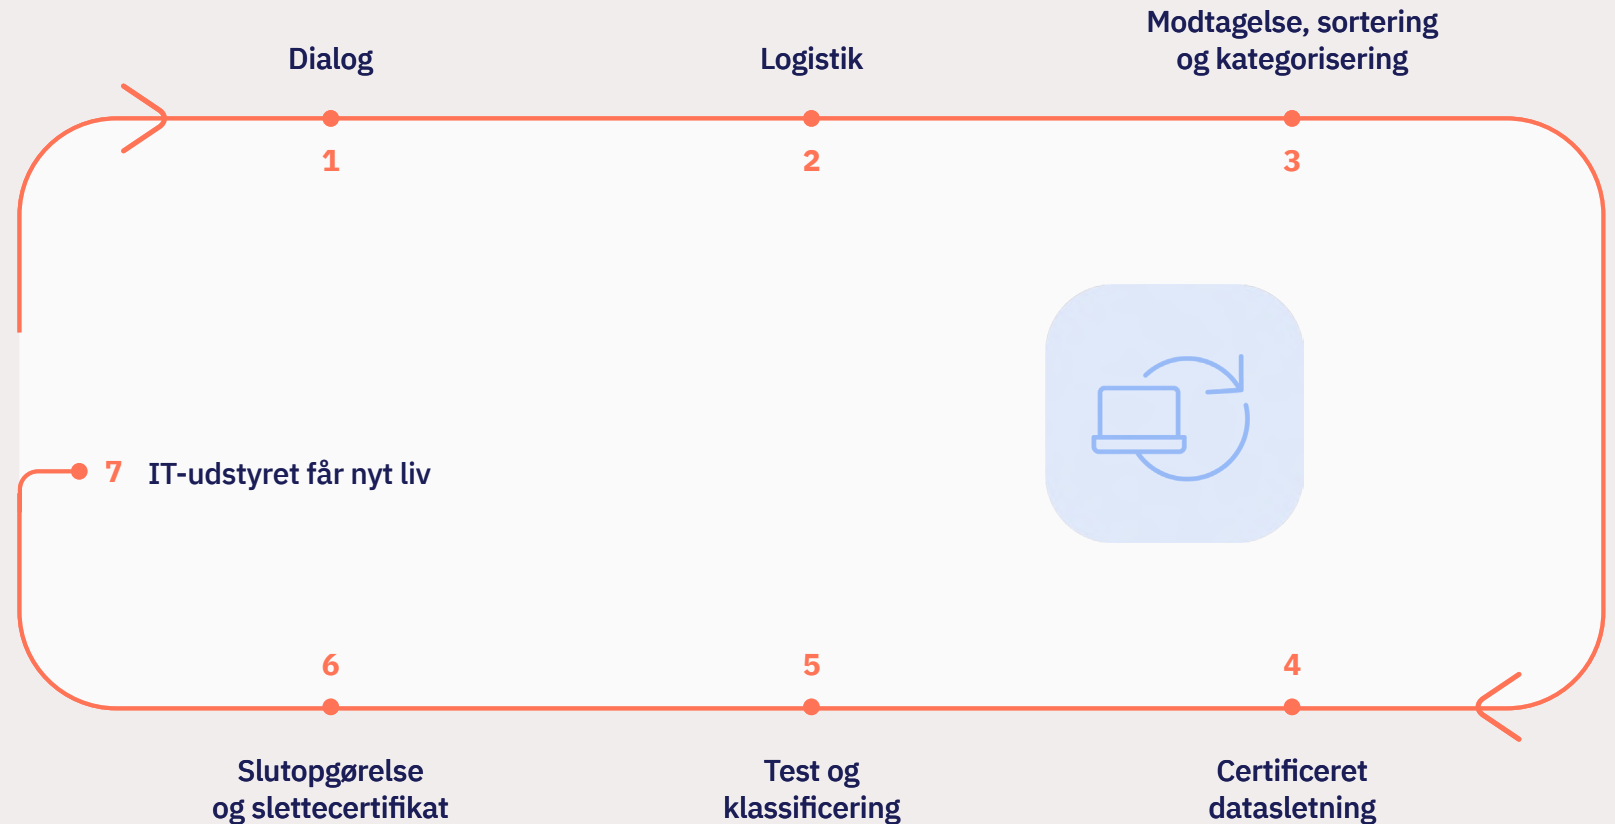 Dialog
1
Logistik
2
Modtagelse, sortering
og kategorisering
3
4
Certificeret
datasletning
5
Test og
klassificering
6
Slutopgørelse
og slettecertifikat
7 IT-udstyret får nyt liv